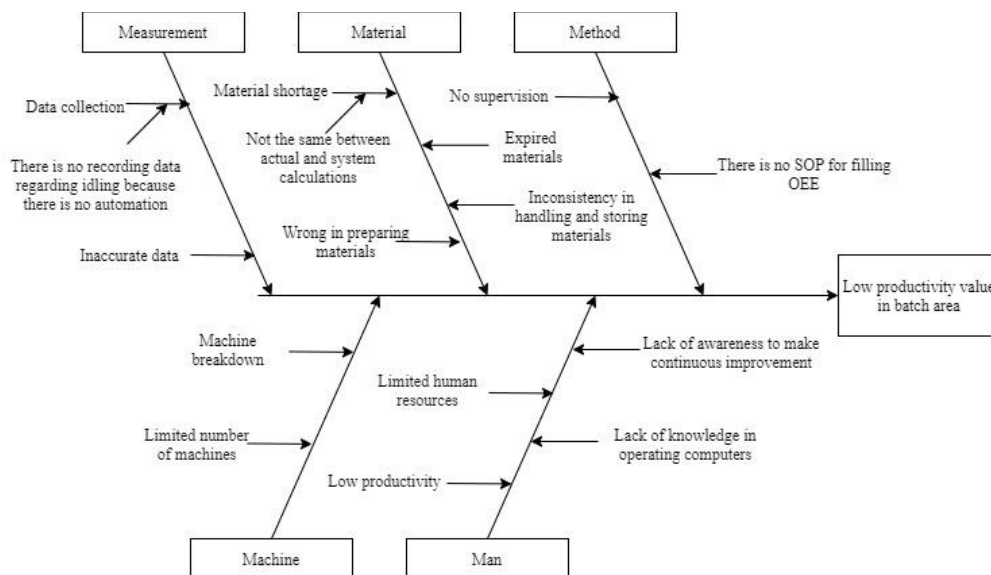 Measurement
Material
Method
Data collection
There is no recording data
regarding idling because
there is no automation
Inaccurate data
Material shortage
Not the same between
actual and system
calculations
Expired
materials
Inconsistency in
handling and storing
materials
Wrong in preparing
materials
No supervision
There is no SOP for filling
OEE
Low productivity value
in batch area
Machine
breakdown
Limited number
of machines
Lack of awareness to make
continuous improvement
Limited human
resources
Lack of knowledge in
operating computers
Low productivity
Machine
Man